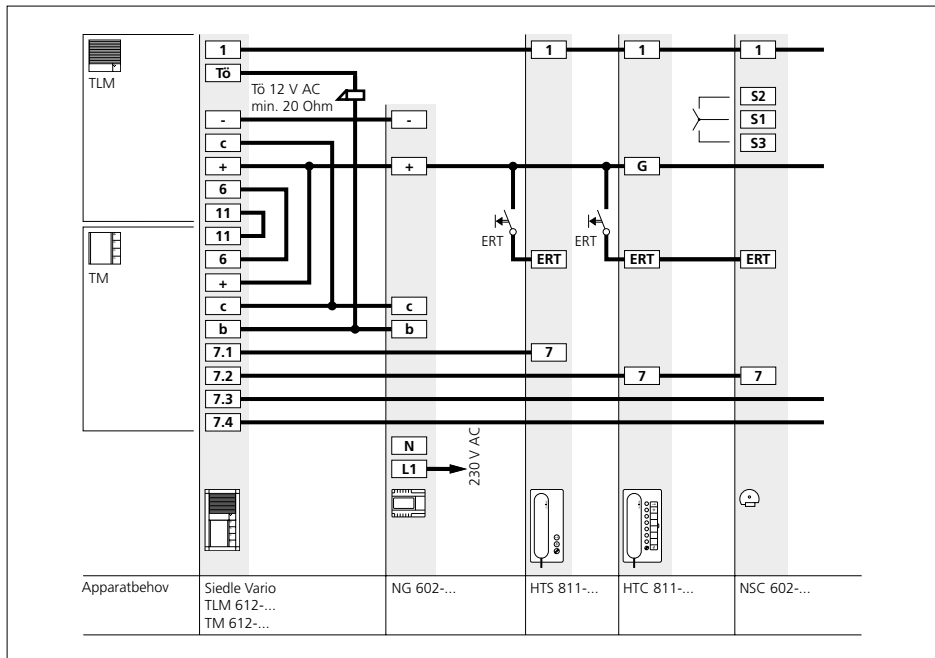 TLM
1
1
1
1
Tö
Tö 12 V AC
min. 20 Ohm
S2
-
-
S1
c
S3
+
+
G
6
11
ERT
ERT
11
TM
6
ERT
ERT
ERT
+
c
c
b
b
7.1
7
7.2
7
7
7.3
7.4
N
L1
230 V AC
Apparatbehov
Siedle Vario
TLM 612-...
TM 612-...
NG 602-...
HTS 811-...
HTC 811-...
NSC 602-...